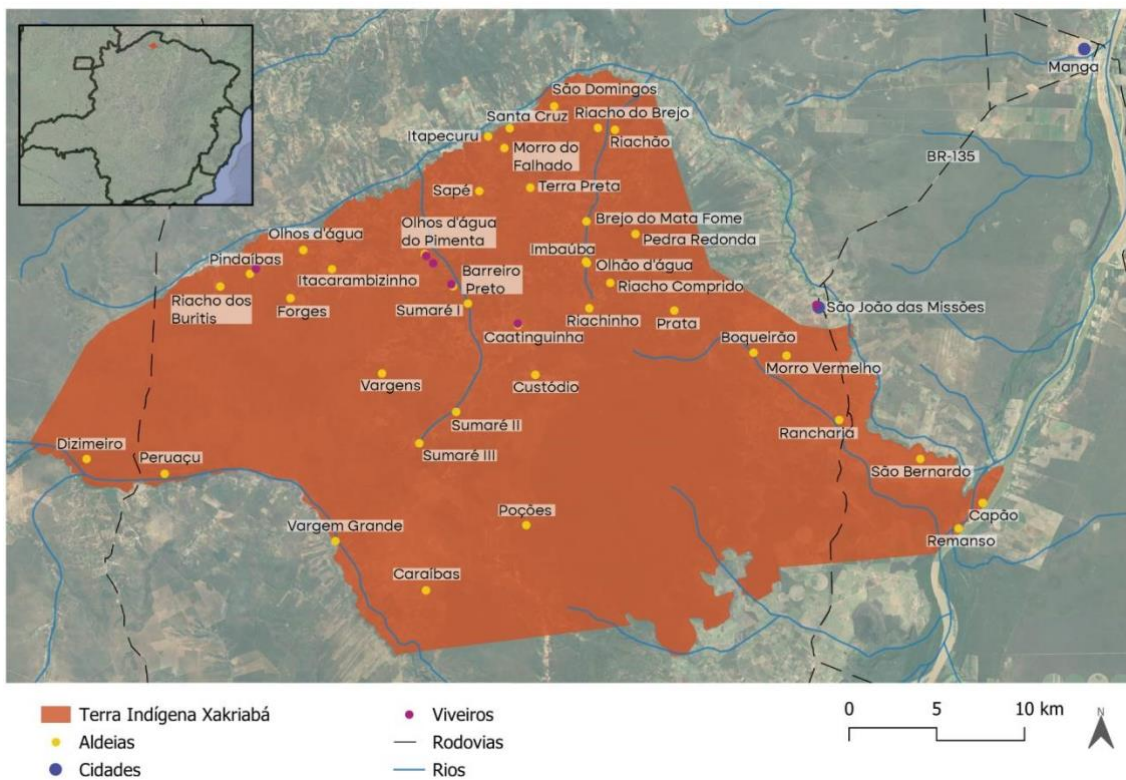 Manga
BR-135
São Domingos
Santa Cruz
Riacho do Brejo
Itapecuru
Riachão
Morro do
Falhado
Sapé
Terra Preta
Olhos d'água
do Pimenta
Brejo do Mata Fome
Olhos d'água
Pedra Redonda
Imbaúba
Pindaíbas
Olhão d'água
Itacarambizinho
Barreiro
Preto
Riacho Comprido
Riacho dos
Buritis
Forges
Sumaré I
Riachinho
Prata
São João das Missões
Caatinguinha
Boqueirão
Morro Vermelho
Vargens
Custódio
Sumaré II
Rancharia
Dizimeiro
Sumaré III
São Bernardo
Peruaçu
Poções
Capão
Vargem Grande
Remanso
Caraíbas
Terra Indígena Xakriabá
Aldeias
Cidades
Viveiros
Rodovias
Rios
0 5 10 km
N